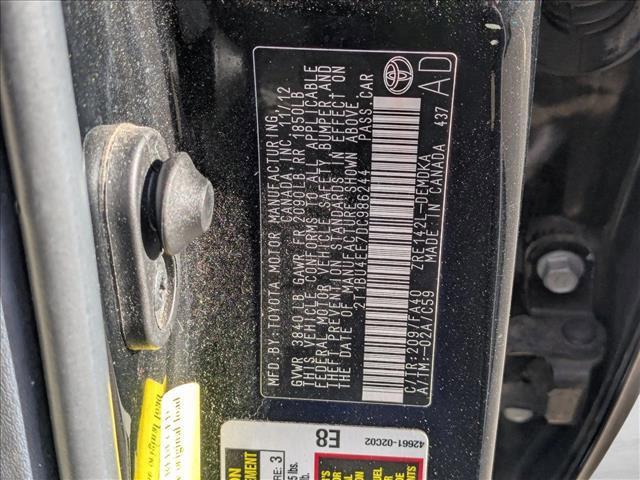 MFD.BY:TOYOTA MOTOR MANUFACTURING
CANADA, INC. 11/12
GVWR 3840LB GAWR FR 2090LB RR 1850LB
THIS VEHICLE CONFORMS TO ALL APPLICABLE
FEDERAL MOTOR VEHICLE SAFETY, BUMPER, AND
THEFT PREVENTION STANDARDS IN EFFECT ON
THE DATE OF MANUFACTURE SHOWN ABOVE.
2T1BU4EE7DC986244 PASS. CAR
C/TR:209/FA40 ZRE142L-DEMDKA
A/TM:-02A/C59 MADE IN CANADA 437
AD
E8
42661-02C02